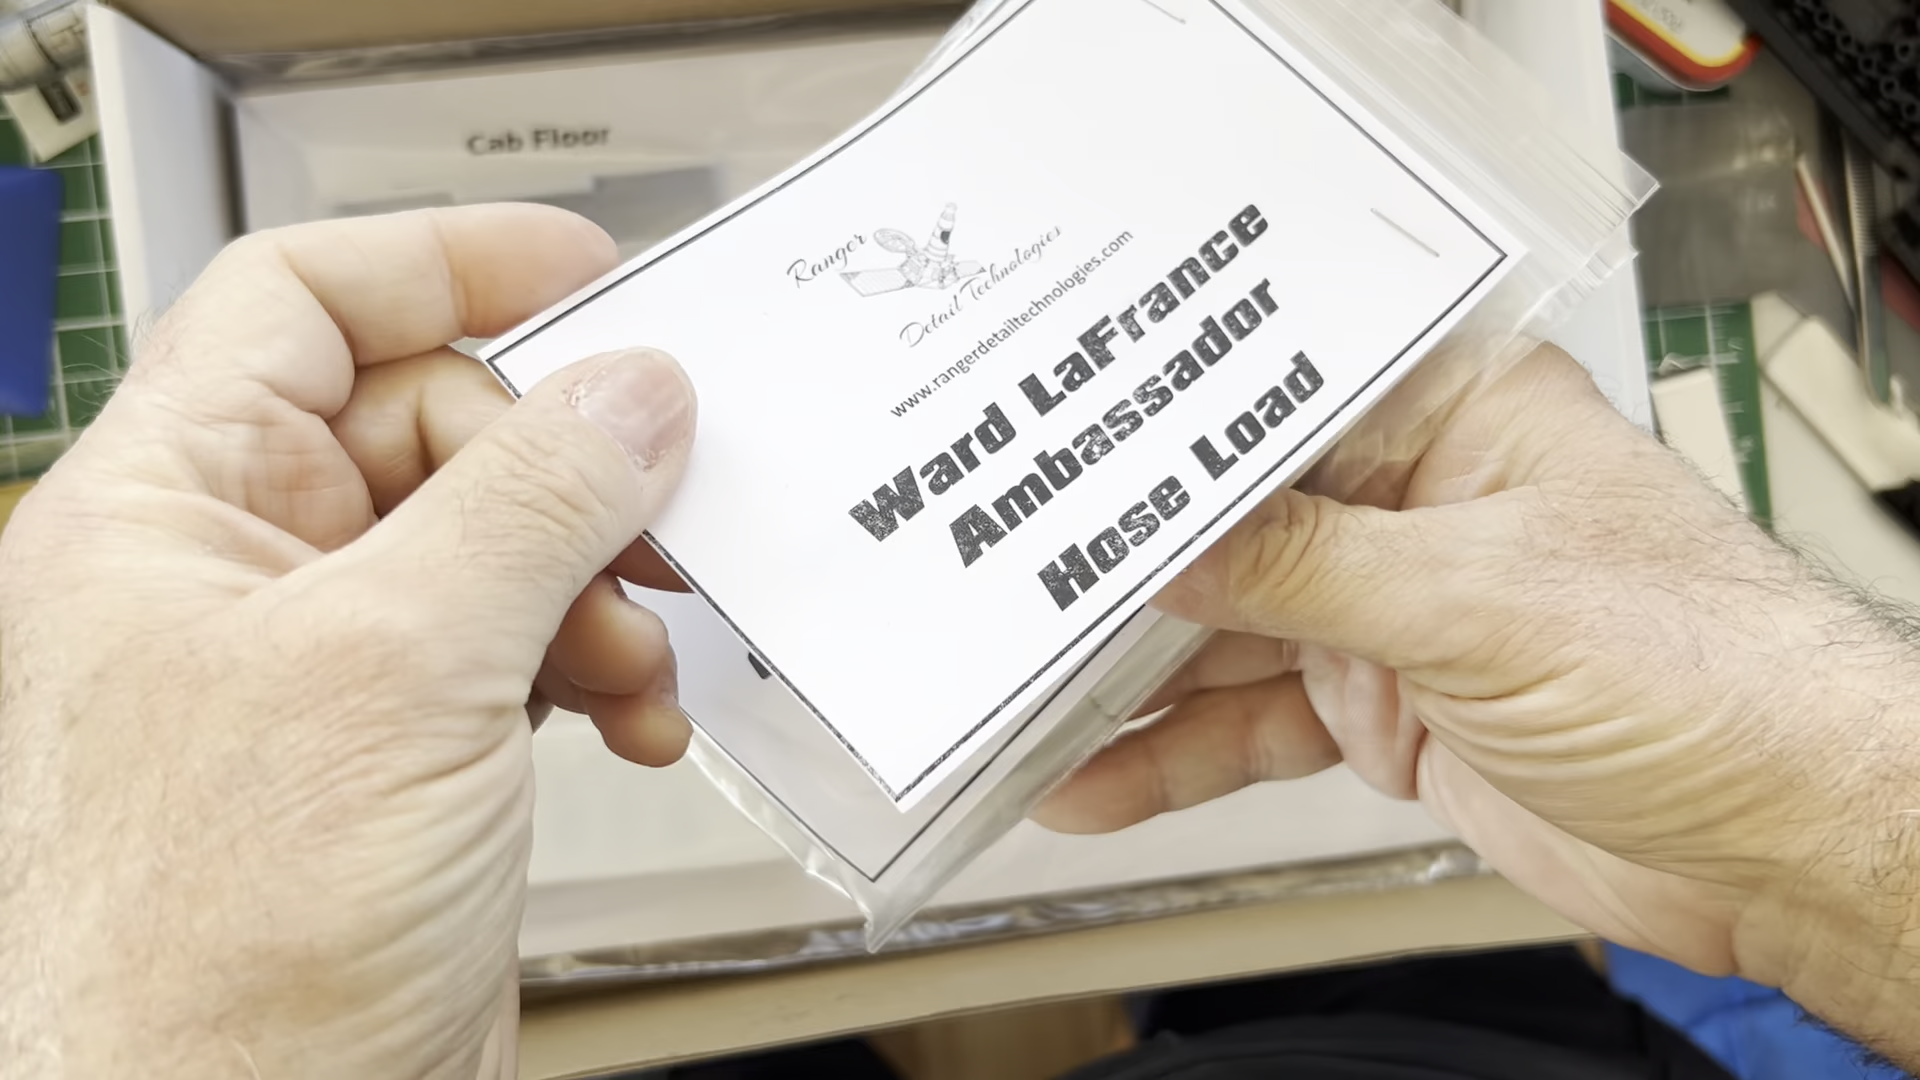 Cab Floor
Ranger
Detail Technologies
www.rangerdetailtechnologies.com
Ward LaFrance
Ambassador
Hose Load